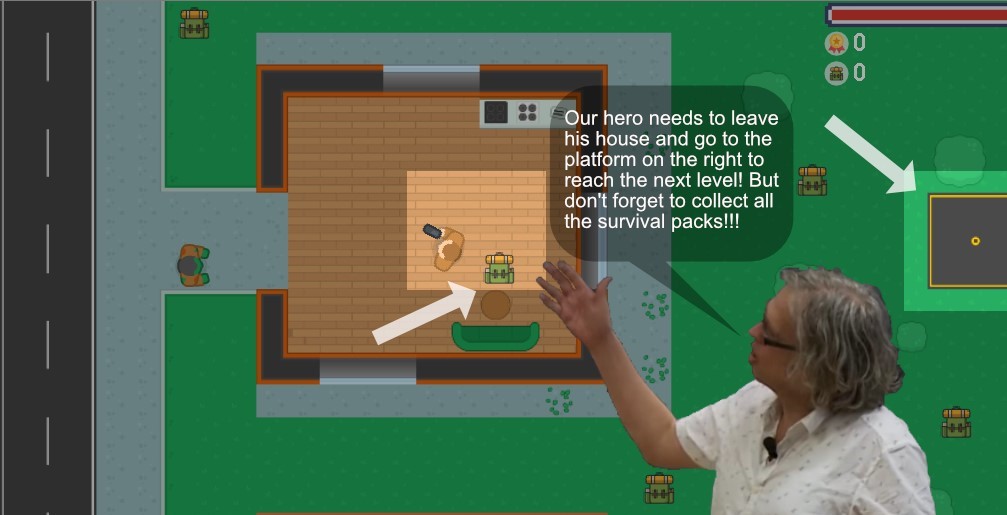 0
0
Our hero needs to leave
his house and go to the
platform on the right to
reach the next level! But
don't forget to collect all
the survival packs!!!